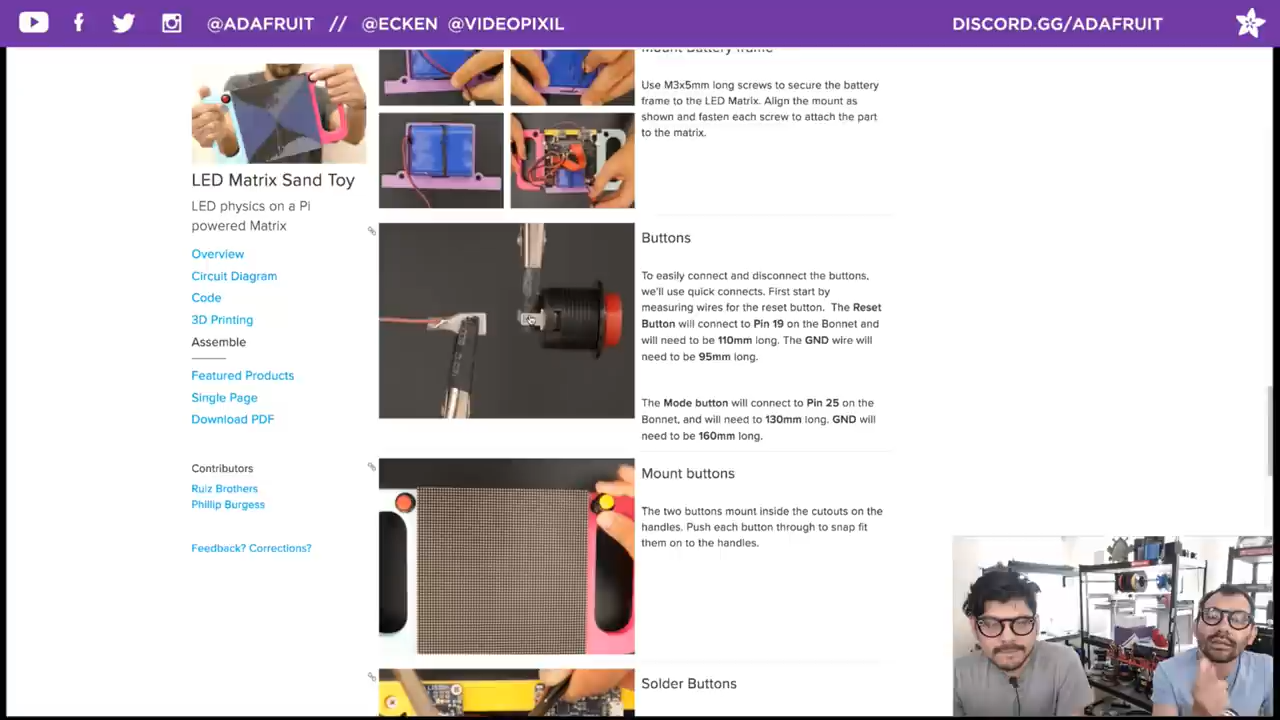 @ADAFRUIT // @ECKEN @VIDEOPIXIL
DISCORD.GG/ADAFRUIT
LED Matrix Sand Toy
LED physics on a Pi
powered Matrix
Overview
Circuit Diagram
Code
3D Printing
Assemble
Featured Products
Single Page
Download PDF
Contributors
Ruiz Brothers
Phillip Burgess
Feedback? Corrections?
Mount Battery frame
Use M3x5mm long screws to secure the battery
frame to the LED Matrix. Align the mount as
shown and fasten each screw to attach the part
to the matrix.
Buttons
To easily connect and disconnect the buttons,
we'll use quick connects. First start by
measuring wires for the reset button. The Reset
Button will connect to Pin 19 on the Bonnet and
will need to be 110mm long. The GND wire will
need to be 95mm long.
The Mode button will connect to Pin 25 on the
Bonnet, and will need to 130mm long. GND will
need to be 160mm long.
Mount buttons
The two buttons mount inside the cutouts on the
handles. Push each button through to snap fit
them on to the handles.
Solder Buttons